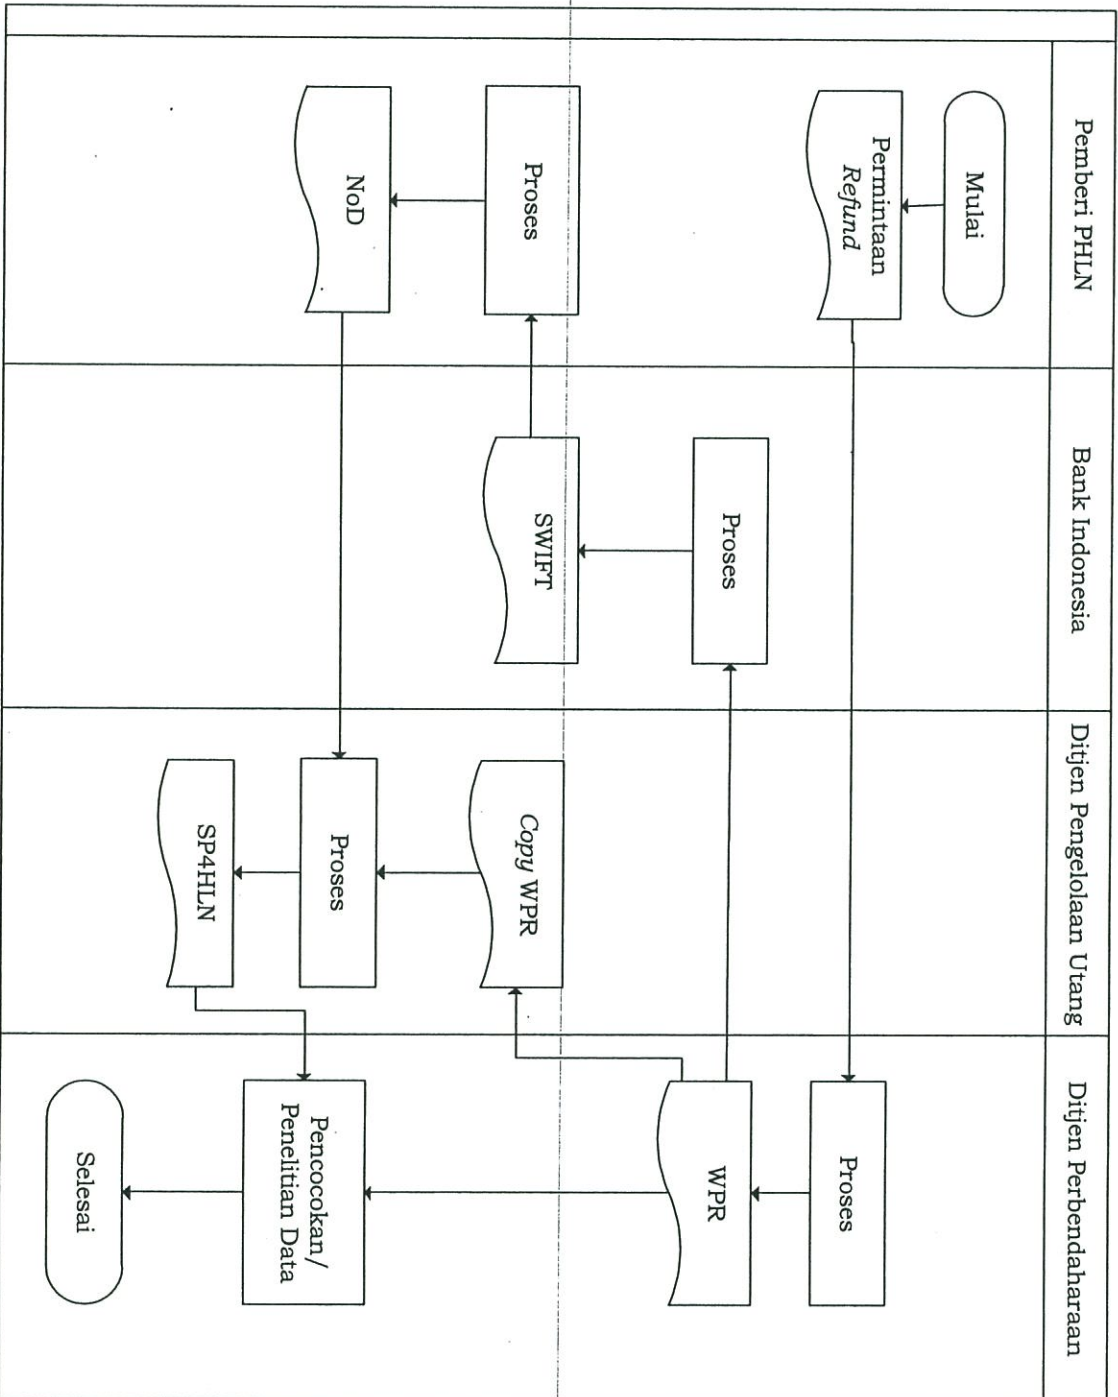 Pemberi PHLN
Bank Indonesia
Ditjen Pengelolaan Utang
Ditjen Perbendaharaan
Mulai
Permintaan
Refund
Proses
WPR
Proses
SWIFT
Copy WPR
Proses
NoD
Proses
SP4HLN
Pencocokan/
Penelitian Data
Selesai